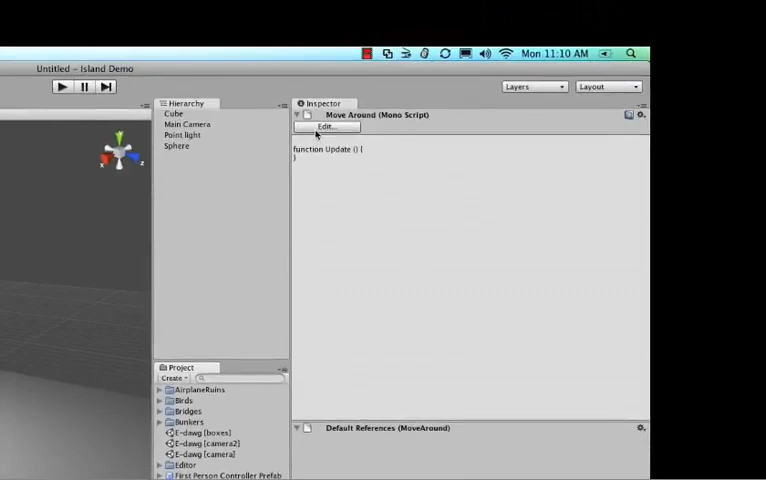 Mon 11:10 AM
Untitled – Island Demo
Layers
Layout
Hierarchy
Inspector
Cube
Main Camera
Point light
Sphere
Move Around (Mono Script)
Edit...
function Update () {
}
Project
Create
AirplaneRuins
Birds
Bridges
Bunkers
E-dawg [boxes]
E-dawg [camera2]
E-dawg [camera]
Editor
First Person Controller Prefab
Default References (MoveAround)
x
y
z